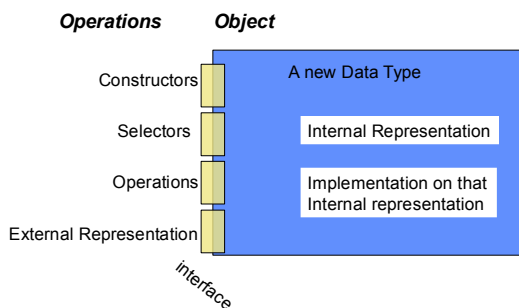 Operations Object
Constructors
A new Data Type
Selectors
Internal Representation
Operations
Implementation on that
Internal representation
External Representation
interface